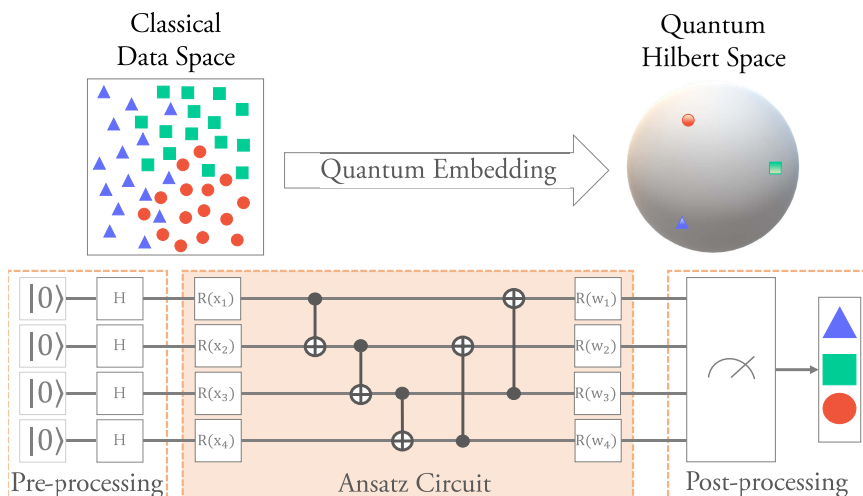 Classical
Data Space
Quantum
Hilbert Space
Quantum Embedding
|0⟩ H R(x₁) R(w₁)
|0⟩ H R(x₂) R(w₂)
|0⟩ H R(x₃) R(w₃)
|0⟩ H R(x₄) R(w₄)
Pre-processing
Ansatz Circuit
Post-processing